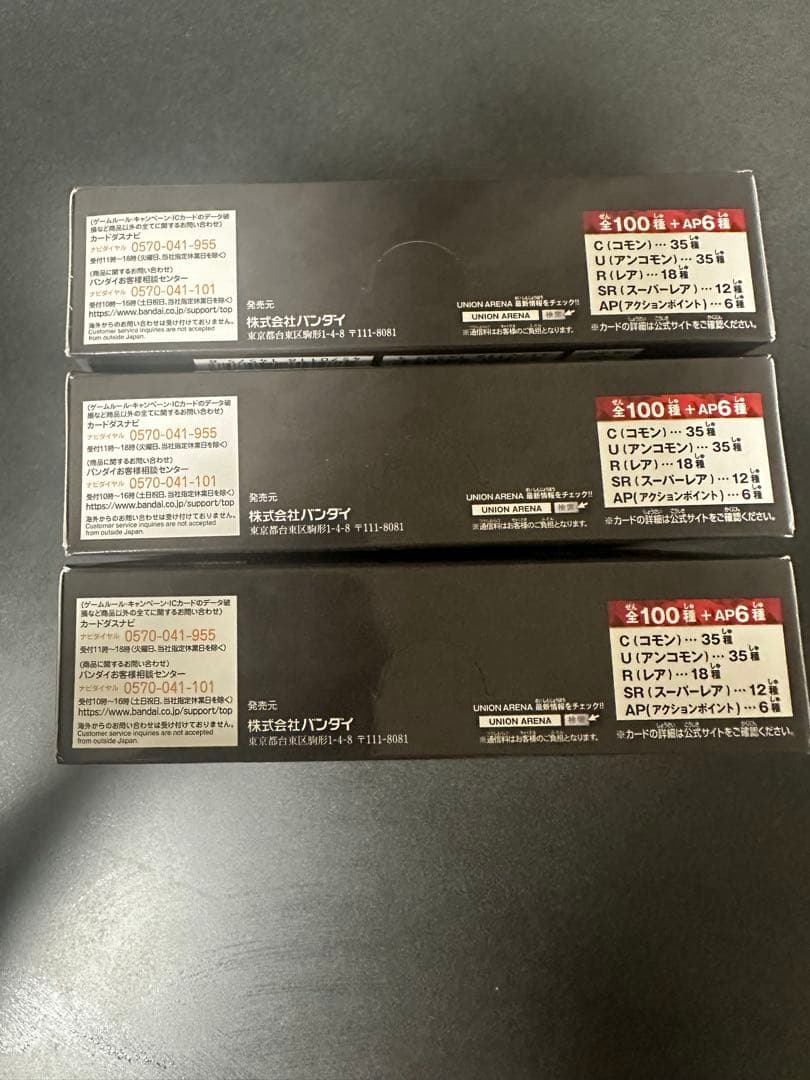 (ゲームルール・キャンペーン・ICカードのデータ破
損など商品以外の全てに関するお問い合わせ)
カードダスナビ
ナビダイヤル 0570-041-955
受付11時〜16時(火曜日、当社指定休業日を除く)
(商品に関するお問い合わせ)
バンダイお客様相談センター
ナビダイヤル 0570-041-101
受付10時〜16時(土日祝日、当社指定休業日を除く)
https://www.bandai.co.jp/support/top
海外からのお問い合わせは受け付けておりません。
Customer service inquiries are not accepted
from outside Japan.
発売元
株式会社バンダイ
東京都台東区駒形1-4-8 〒111-8081
UNION ARENA 最新情報をチェック!!
UNION ARENA 検索
※通信料はお客様のご負担となります。
全100種+AP6種
C(コモン)…35種
U(アンコモン)…35種
R(レア)…18種
SR(スーパーレア)…12種
AP(アクションポイント)…6種
※カードの詳細は公式サイトをご確認ください。
(ゲームルール・キャンペーン・ICカードのデータ破
損など商品以外の全てに関するお問い合わせ)
カードダスナビ
ナビダイヤル 0570-041-955
受付11時〜16時(火曜日、当社指定休業日を除く)
(商品に関するお問い合わせ)
バンダイお客様相談センター
ナビダイヤル 0570-041-101
受付10時〜16時(土日祝日、当社指定休業日を除く)
https://www.bandai.co.jp/support/top
海外からのお問い合わせは受け付けておりません。
Customer service inquiries are not accepted
from outside Japan.
発売元
株式会社バンダイ
東京都台東区駒形1-4-8 〒111-8081
UNION ARENA 最新情報をチェック!!
UNION ARENA 検索
※通信料はお客様のご負担となります。
全100種+AP6種
C(コモン)…35種
U(アンコモン)…35種
R(レア)…18種
SR(スーパーレア)…12種
AP(アクションポイント)…6種
※カードの詳細は公式サイトをご確認ください。
(ゲームルール・キャンペーン・ICカードのデータ破
損など商品以外の全てに関するお問い合わせ)
カードダスナビ
ナビダイヤル 0570-041-955
受付11時〜16時(火曜日、当社指定休業日を除く)
(商品に関するお問い合わせ)
バンダイお客様相談センター
ナビダイヤル 0570-041-101
受付10時〜16時(土日祝日、当社指定休業日を除く)
https://www.bandai.co.jp/support/top
海外からのお問い合わせは受け付けておりません。
Customer service inquiries are not accepted
from outside Japan.
発売元
株式会社バンダイ
東京都台東区駒形1-4-8 〒111-8081
UNION ARENA 最新情報をチェック!!
UNION ARENA 検索
※通信料はお客様のご負担となります。
全100種+AP6種
C(コモン)…35種
U(アンコモン)…35種
R(レア)…18種
SR(スーパーレア)…12種
AP(アクションポイント)…6種
※カードの詳細は公式サイトをご確認ください。